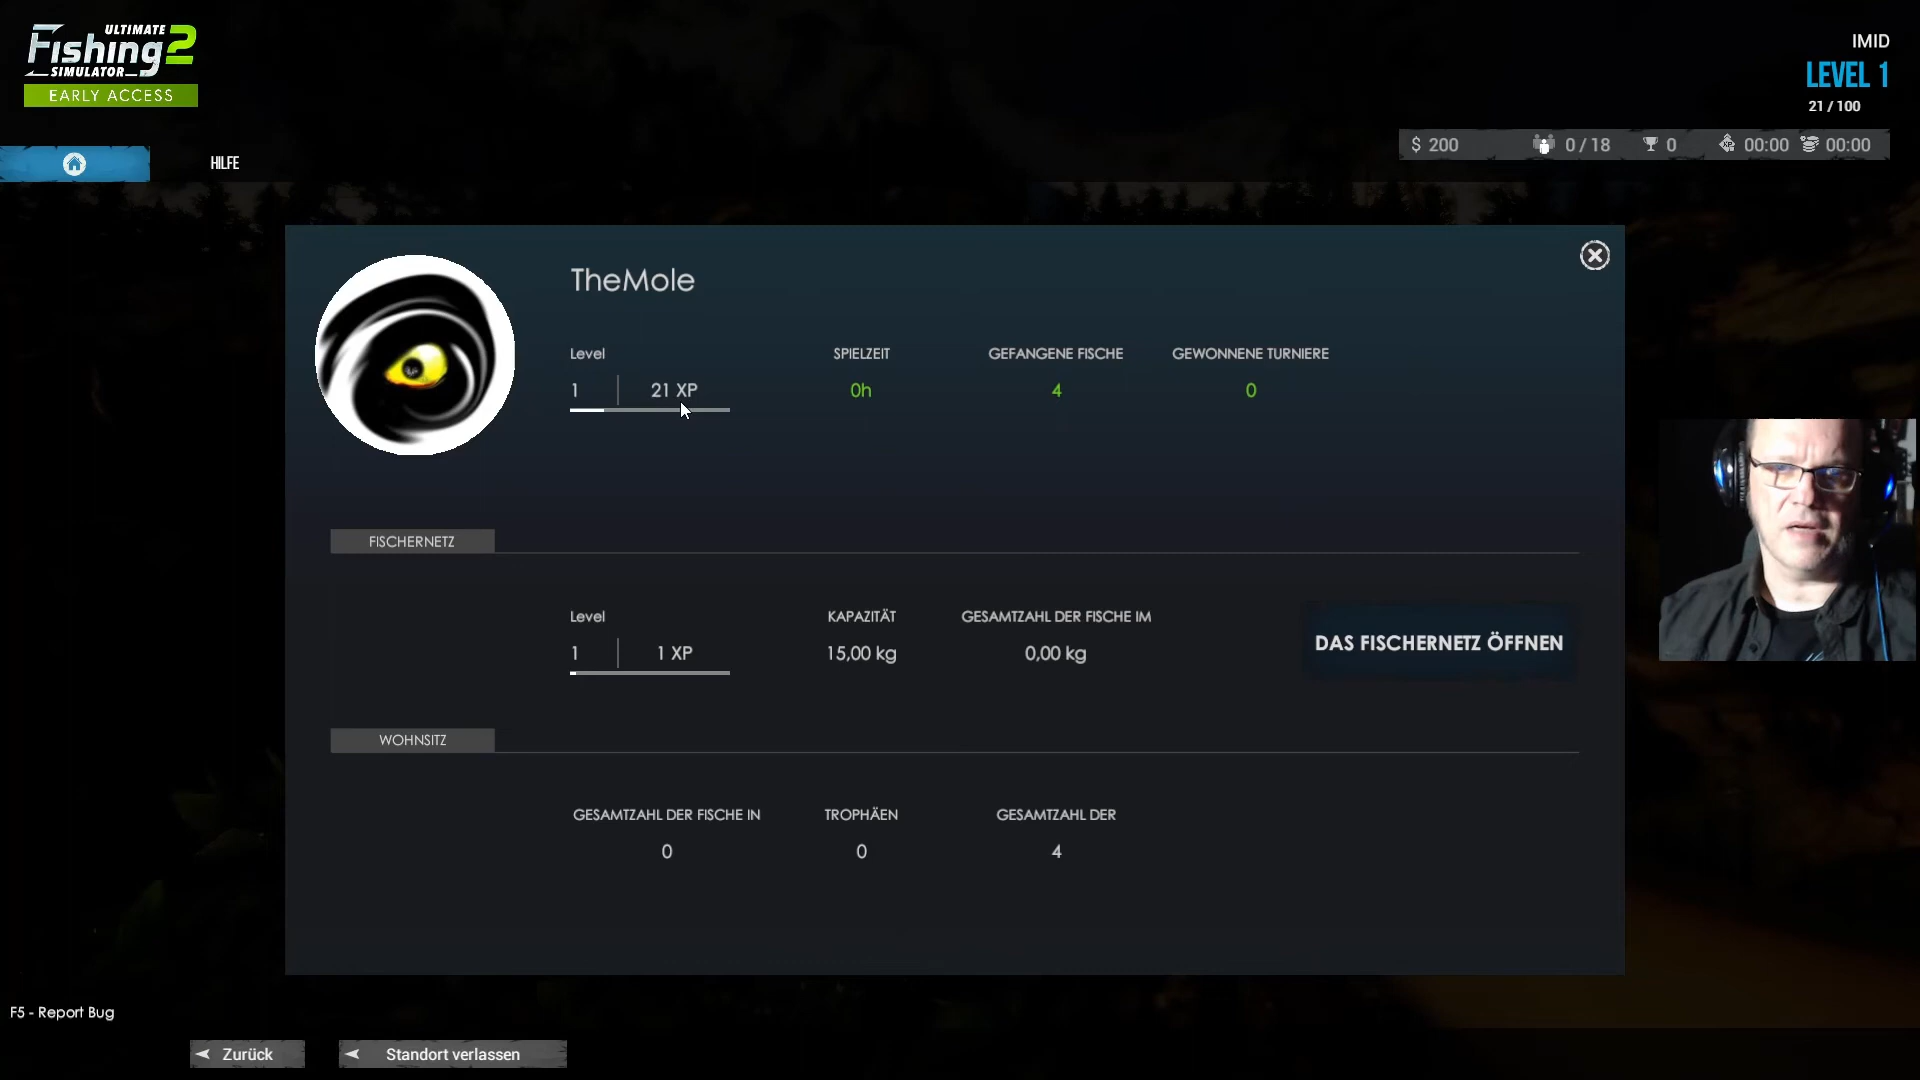 ULTIMATE
Fishing 2
SIMULATOR
EARLY ACCESS
IMID
LEVEL 1
21 / 100
$ 200
0 / 18
0
XP
00:00
00:00
HILFE
TheMole
Level
1
21 XP
SPIELZEIT
0h
GEFANGENE FISCHE
4
GEWONNENE TURNIERE
0
FISCHERNETZ
Level
1
1 XP
KAPAZITÄT
15,00 kg
GESAMTZAHL DER FISCHE IM
0,00 kg
DAS FISCHERNETZ ÖFFNEN
WOHNSITZ
GESAMTZAHL DER FISCHE IN
0
TROPHÄEN
0
GESAMTZAHL DER
4
F5 - Report Bug
Zurück
Standort verlassen